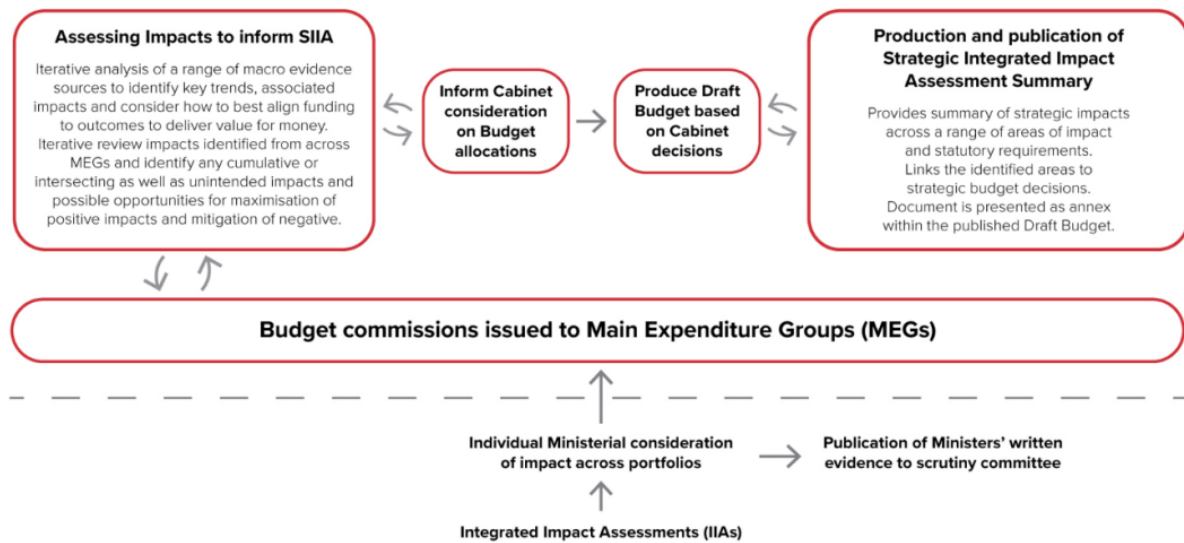 Assessing Impacts to inform SIIA
Iterative analysis of a range of macro evidence
sources to identify key trends, associated
impacts and consider how to best align funding
to outcomes to deliver value for money.
Iterative review impacts identified from across
MEGs and identify any cumulative or
intersecting as well as unintended impacts and
possible opportunities for maximisation of
positive impacts and mitigation of negative.
Inform Cabinet
consideration
on Budget
allocations
Produce Draft
Budget based
on Cabinet
decisions
Production and publication of
Strategic Integrated Impact
Assessment Summary
Provides summary of strategic impacts
across a range of areas of impact
and statutory requirements.
Links the identified areas to
strategic budget decisions.
Document is presented as annex
within the published Draft Budget.
Budget commissions issued to Main Expenditure Groups (MEGs)
Individual Ministerial consideration
of impact across portfolios
Publication of Ministers' written
evidence to scrutiny committee
Integrated Impact Assessments (IIAs)